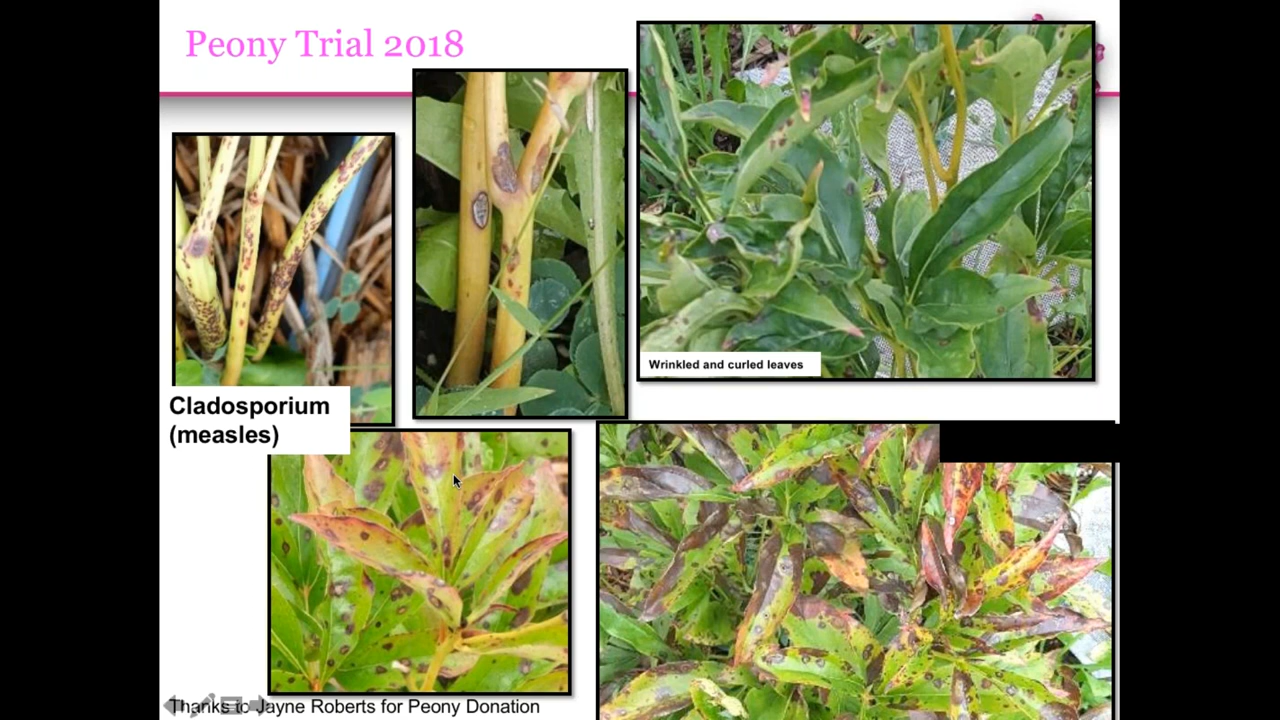 Peony Trial 2018
Wrinkled and curled leaves
Cladosporium
(measles)
Thanks to Jayne Roberts for Peony Donation